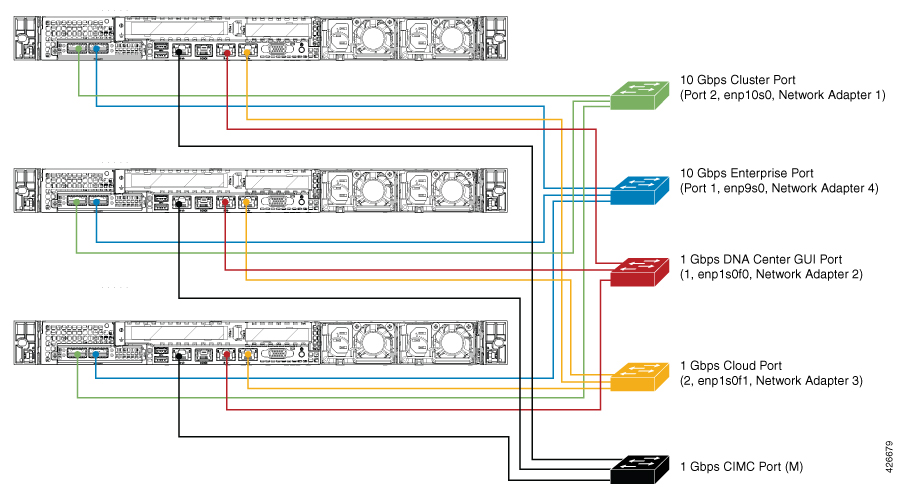 10 Gbps Cluster Port
(Port 2, enp10s0, Network Adapter 1)
10 Gbps Enterprise Port
(Port 1, enp9s0, Network Adapter 4)
1 Gbps DNA Center GUI Port
(1, enp1s0f0, Network Adapter 2)
1 Gbps Cloud Port
(2, enp1s0f1, Network Adapter 3)
1 Gbps CIMC Port (M)
426679